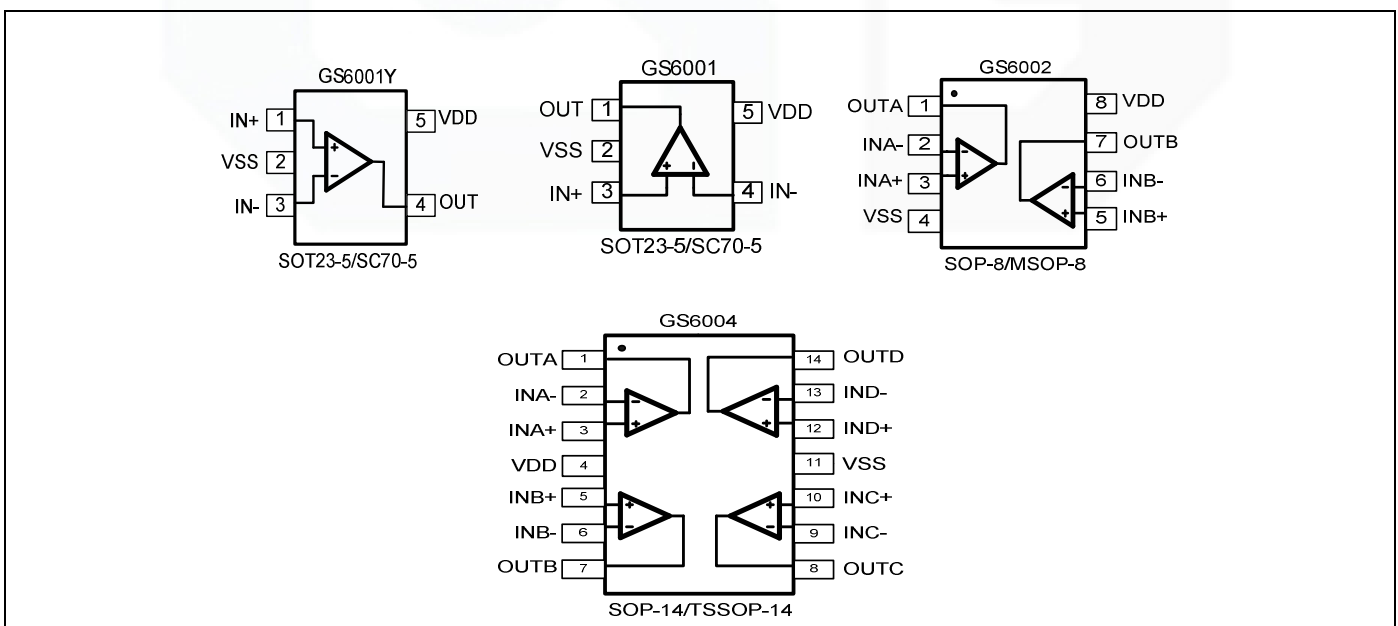 GS6001Y
IN+ 1
VSS 2
IN- 3
5 VDD
4 OUT
+
-
SOT23-5/SC70-5
GS6001
OUT 1
VSS 2
IN+ 3
5 VDD
4 IN-
+ -
SOT23-5/SC70-5
GS6002
OUTA 1
INA- 2
INA+ 3
VSS 4
8 VDD
7 OUTB
6 INB-
5 INB+
-
+
-
+
SOP-8/MSOP-8
GS6004
OUTA 1
INA- 2
INA+ 3
VDD 4
INB+ 5
INB- 6
OUTB 7
14 OUTD
13 IND-
12 IND+
11 VSS
10 INC+
9 INC-
8 OUTC
-
+
-
+
+
-
+
-
SOP-14/TSSOP-14